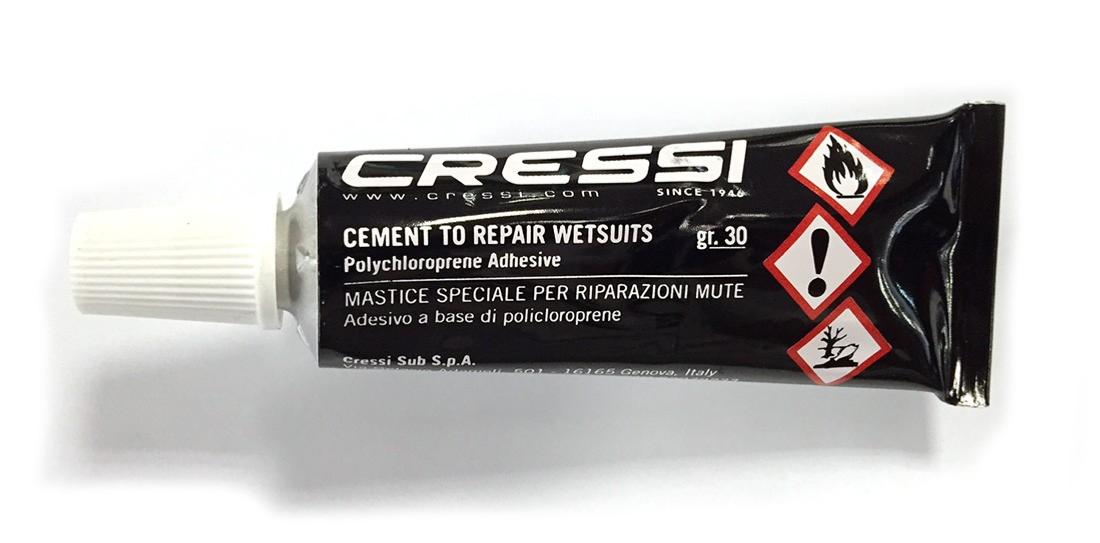 CRESSI
www.cressi.com SINCE 1946
CEMENT TO REPAIR WETSUITS gr. 30
Polychloroprene Adhesive
MASTICE SPECIALE PER RIPARAZIONI MUTE
Adesivo a base di policloroprene
Cressi Sub S.p.A.
501 - 16165 Genova, Italy